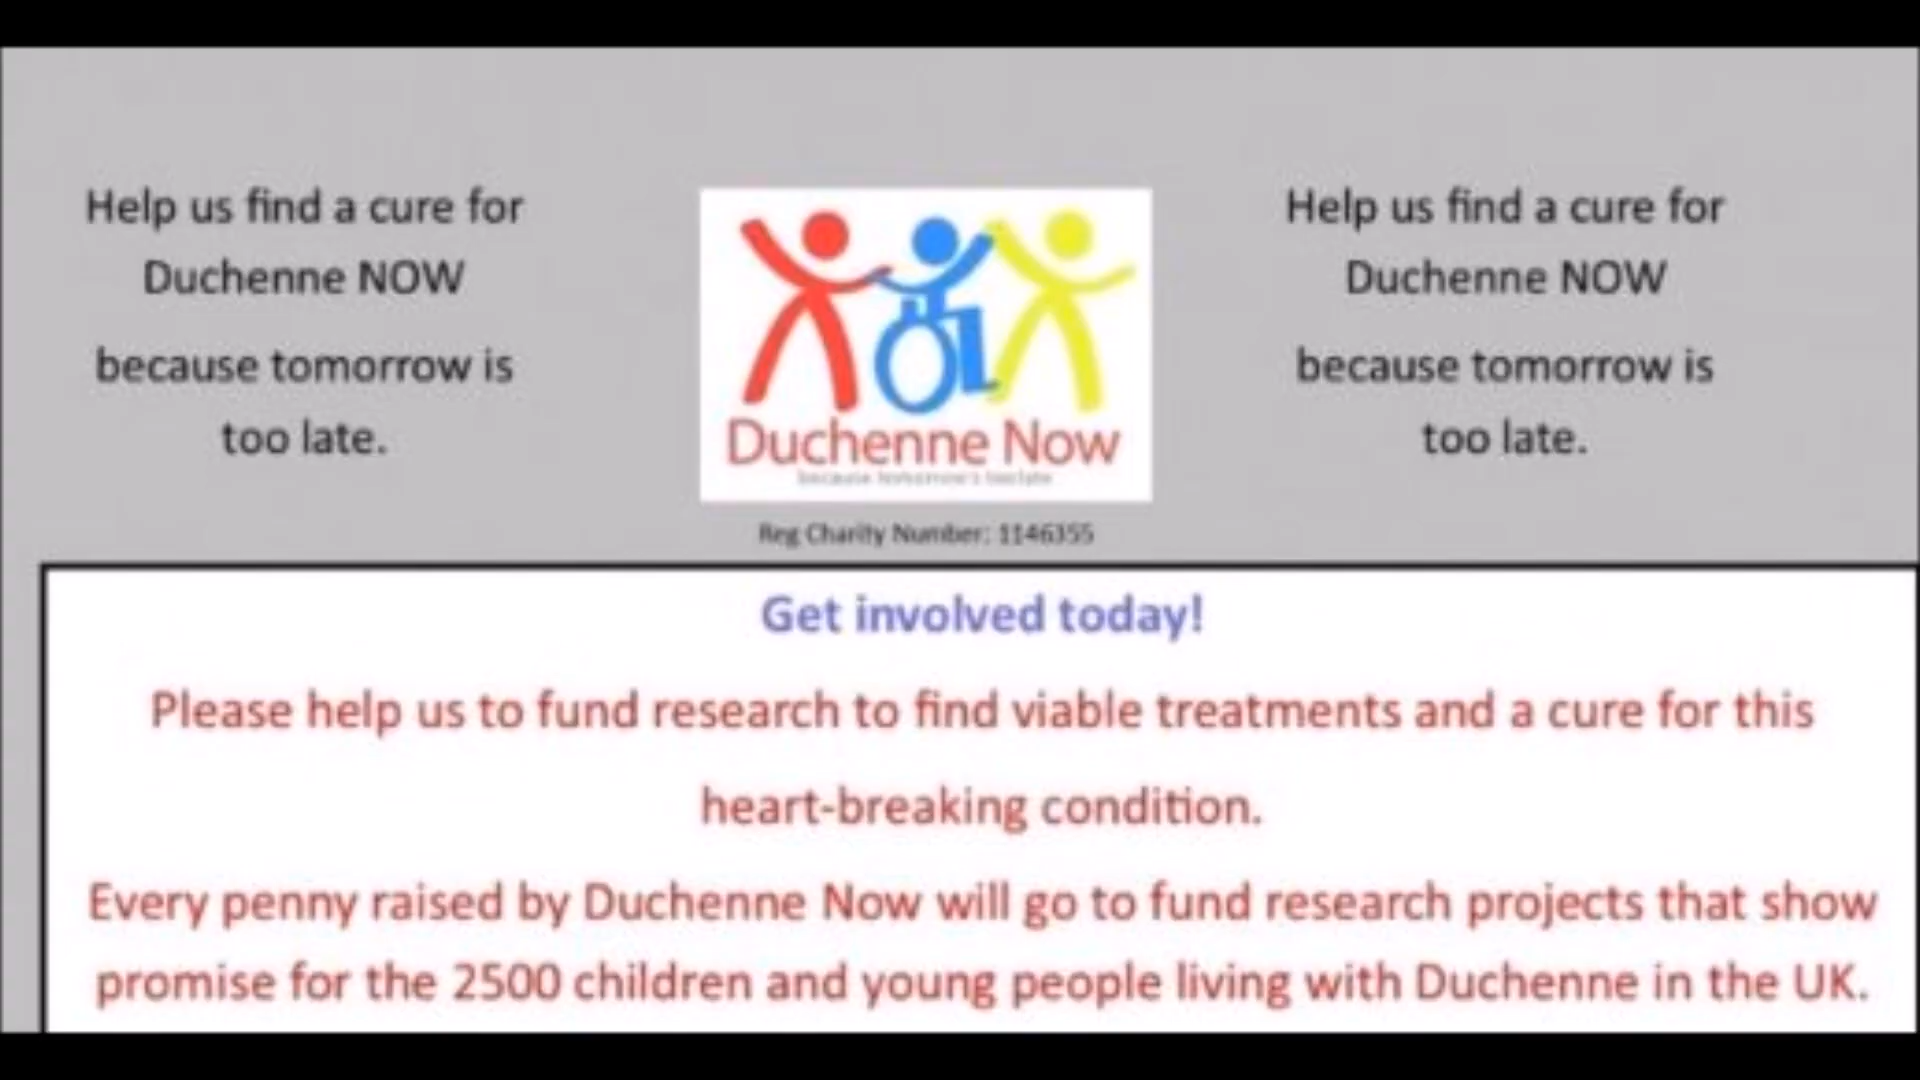 Help us find a cure for
Duchenne NOW
because tomorrow is
too late.
Duchenne Now
because tomorrow's too late
Reg Charity Number: 1146355
Help us find a cure for
Duchenne NOW
because tomorrow is
too late.
Get involved today!
Please help us to fund research to find viable treatments and a cure for this
heart-breaking condition.
Every penny raised by Duchenne Now will go to fund research projects that show
promise for the 2500 children and young people living with Duchenne in the UK.